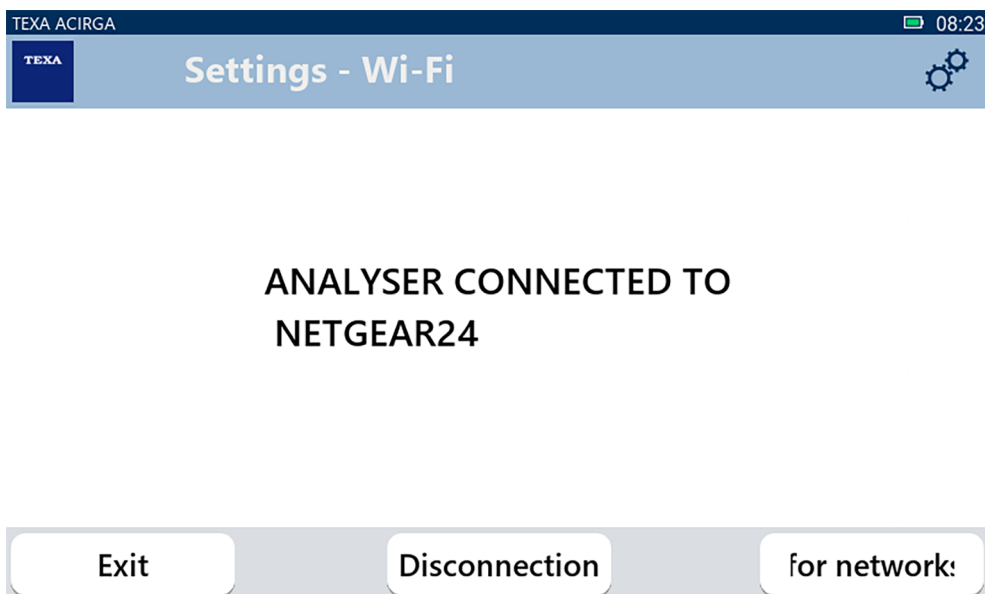 TEXA ACIRGA
08:23
TEXA
Settings - Wi-Fi
ANALYSER CONNECTED TO
NETGEAR24
Exit
Disconnection
for networks